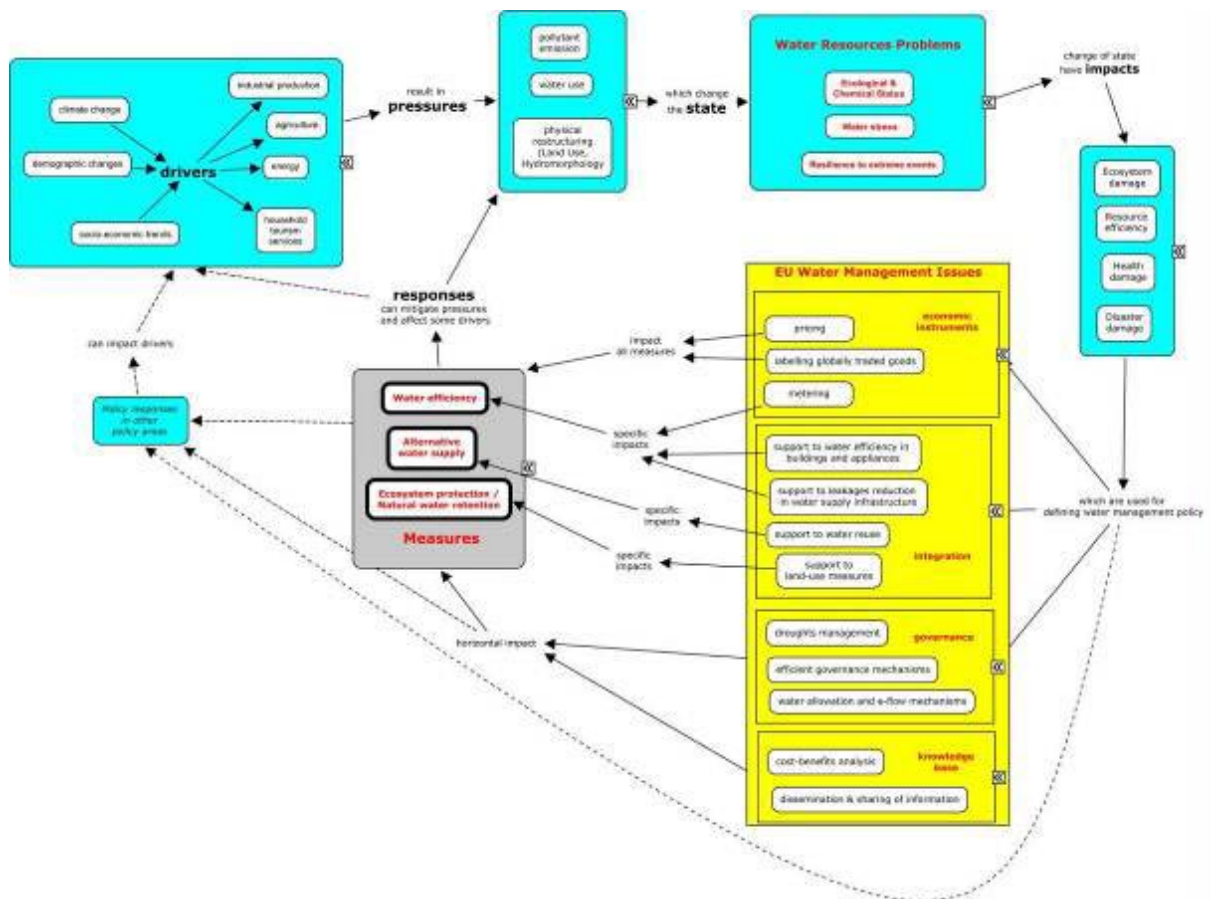 industrial production
climate change
agriculture
demographic changes
drivers
energy
socio-economic trends
household
tourism
services
result in
pressures
pollutant
emission
water use
physical
restructuring
(Land Use,
Hydromorphology
which change
the state
Water Resources Problems
Ecological &
Chemical Status
Water stress
Resilience to extreme events
change of state
have impacts
Ecosystem
damage
Resource
efficiency
Health
damage
Disaster
damage
which are used for
defining water management policy
EU Water Management Issues
economic
instruments
pricing
labelling globally traded goods
metering
support to water efficiency in
buildings and appliances
support to leakages reduction
in water supply infrastructure
support to water reuse
support to
land-use measures
integration
droughts management
governance
efficient governance mechanisms
water allovation and e-flow mechanisms
cost-benefits analysis
knowledge
base
dissemination & sharing of information
impact
all measures
specific
impacts
specific
impacts
specific
impacts
horizontal impact
responses
can mitigate pressures
and affect some drivers
Water efficiency
Alternative
water supply
Ecosystem protection /
Natural water retention
Measures
can impact drivers
Policy responses
in other
policy areas